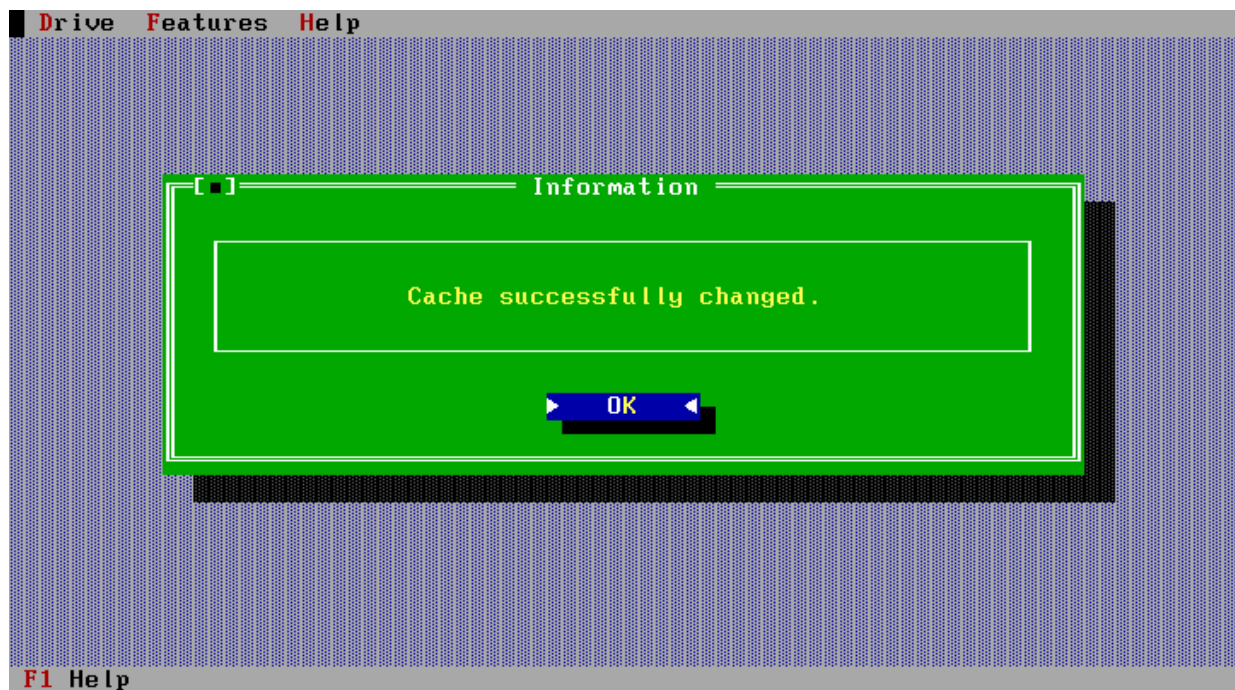 Drive Features Help
[■] Information
Cache successfully changed.
OK
F1 Help